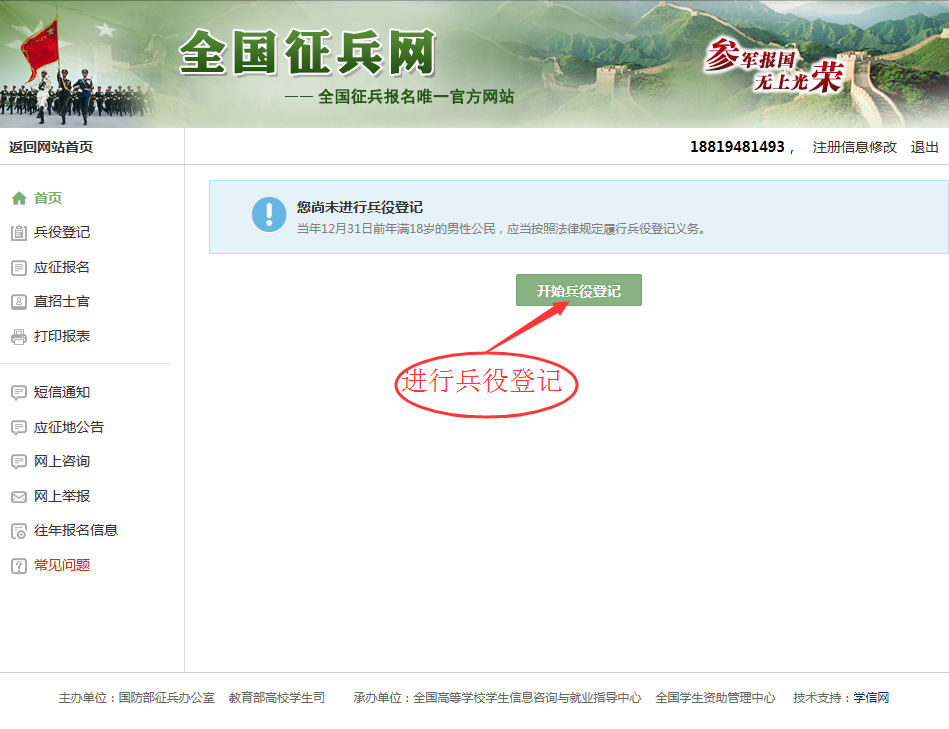 全国征兵网
—— 全国征兵报名唯一官方网站
参军报国
无上光荣
返回网站首页
18819481493， 注册信息修改 退出
首页
兵役登记
应征报名
直招士官
打印报表
短信通知
应征地公告
网上咨询
网上举报
往年报名信息
常见问题
您尚未进行兵役登记
当年12月31日前年满18岁的男性公民，应当按照法律规定履行兵役登记义务。
开始兵役登记
进行兵役登记
主办单位：国防部征兵办公室 教育部高校学生司 承办单位：全国高等学校学生信息咨询与就业指导中心 全国学生资助管理中心 技术支持：学信网